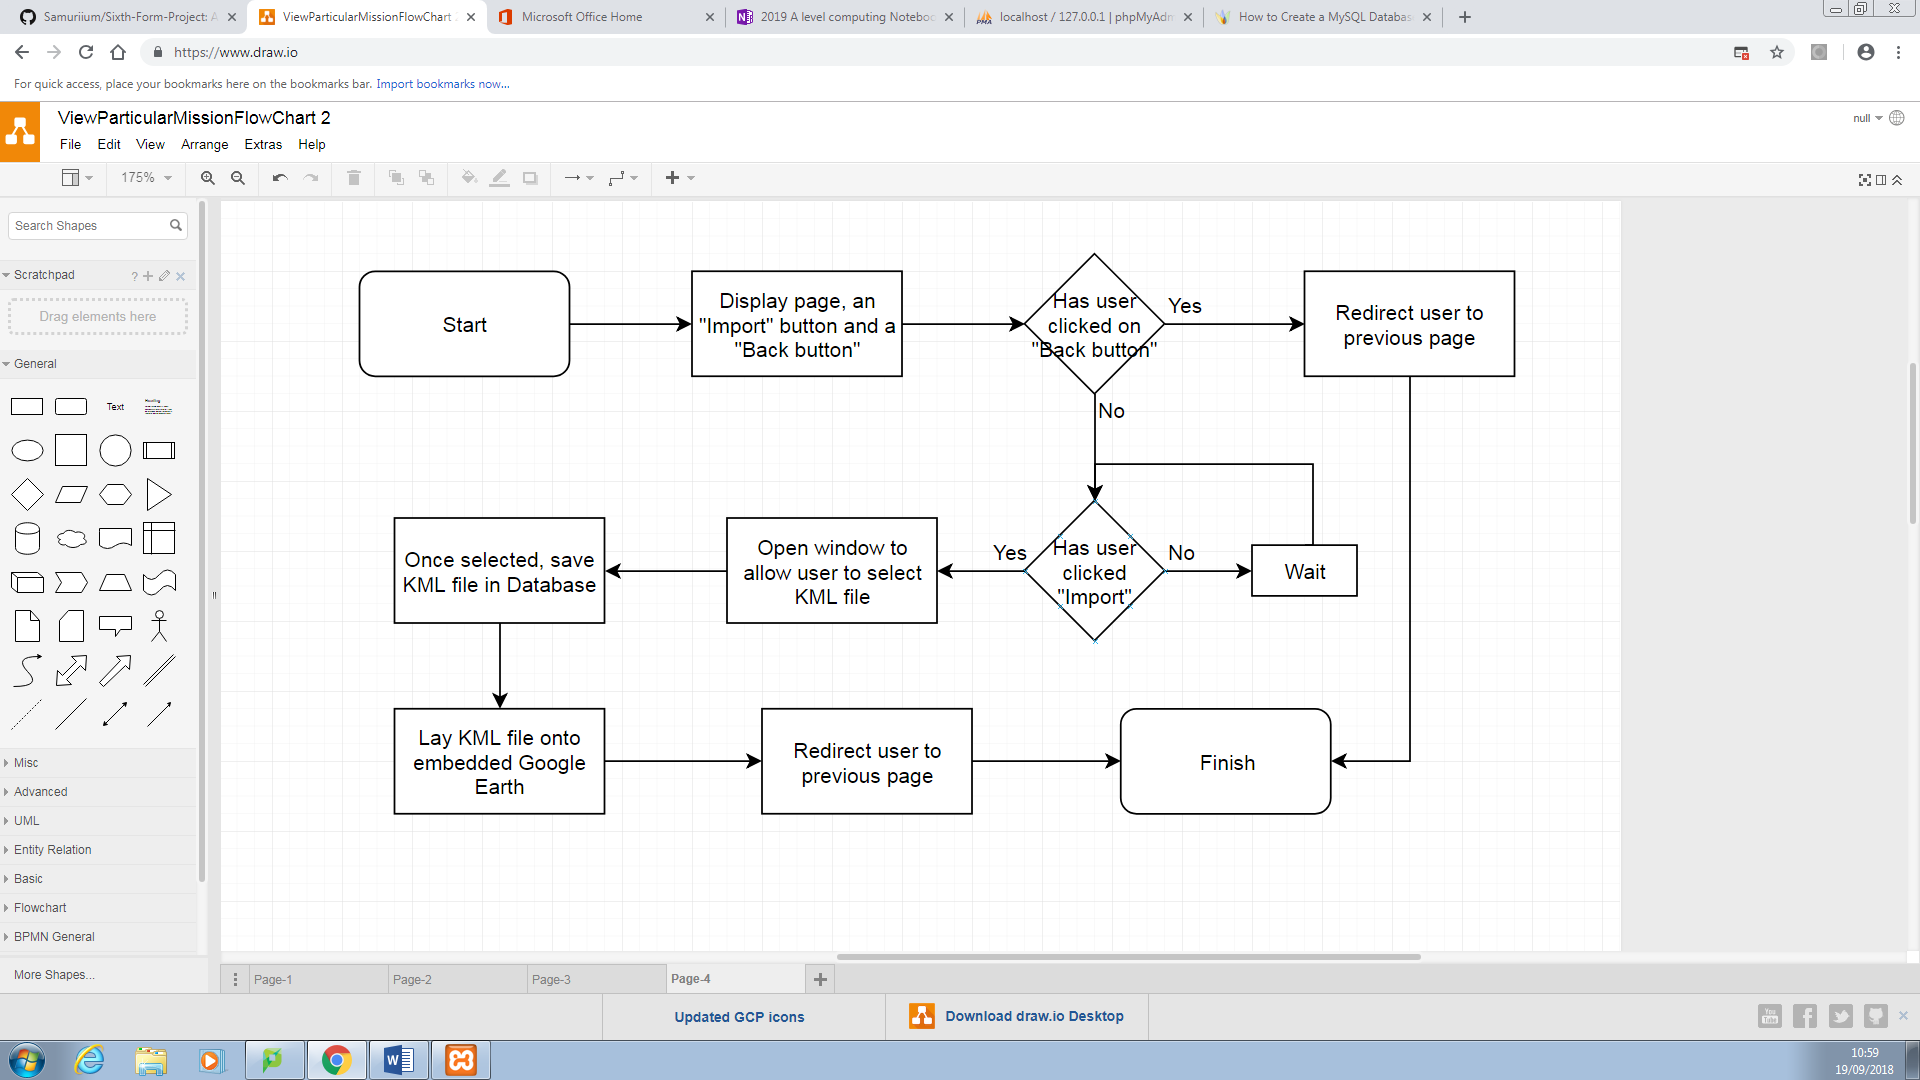 Samuriium/Sixth-Form-Project: A
ViewParticularMissionFlowChart 2
Microsoft Office Home
2019 A level computing Notebook
localhost / 127.0.0.1 | phpMyAdm
How to Create a MySQL Databas
https://www.draw.io
For quick access, place your bookmarks here on the bookmarks bar. Import bookmarks now...
ViewParticularMissionFlowChart 2
null
File Edit View Arrange Extras Help
175%
Search Shapes
Scratchpad
?
Drag elements here
General
Text
Heading
Misc
Advanced
UML
Entity Relation
Basic
Flowchart
BPMN General
More Shapes...
Start
Display page, an
"Import" button and a
"Back button"
Has user
clicked on
"Back button"
Yes
Redirect user to
previous page
No
Once selected, save
KML file in Database
Open window to
allow user to select
KML file
Yes
Has user
clicked
"Import"
No
Wait
Lay KML file onto
embedded Google
Earth
Redirect user to
previous page
Finish
Page-1
Page-2
Page-3
Page-4
Updated GCP icons
Download draw.io Desktop
You
Tube
10:59
19/09/2018